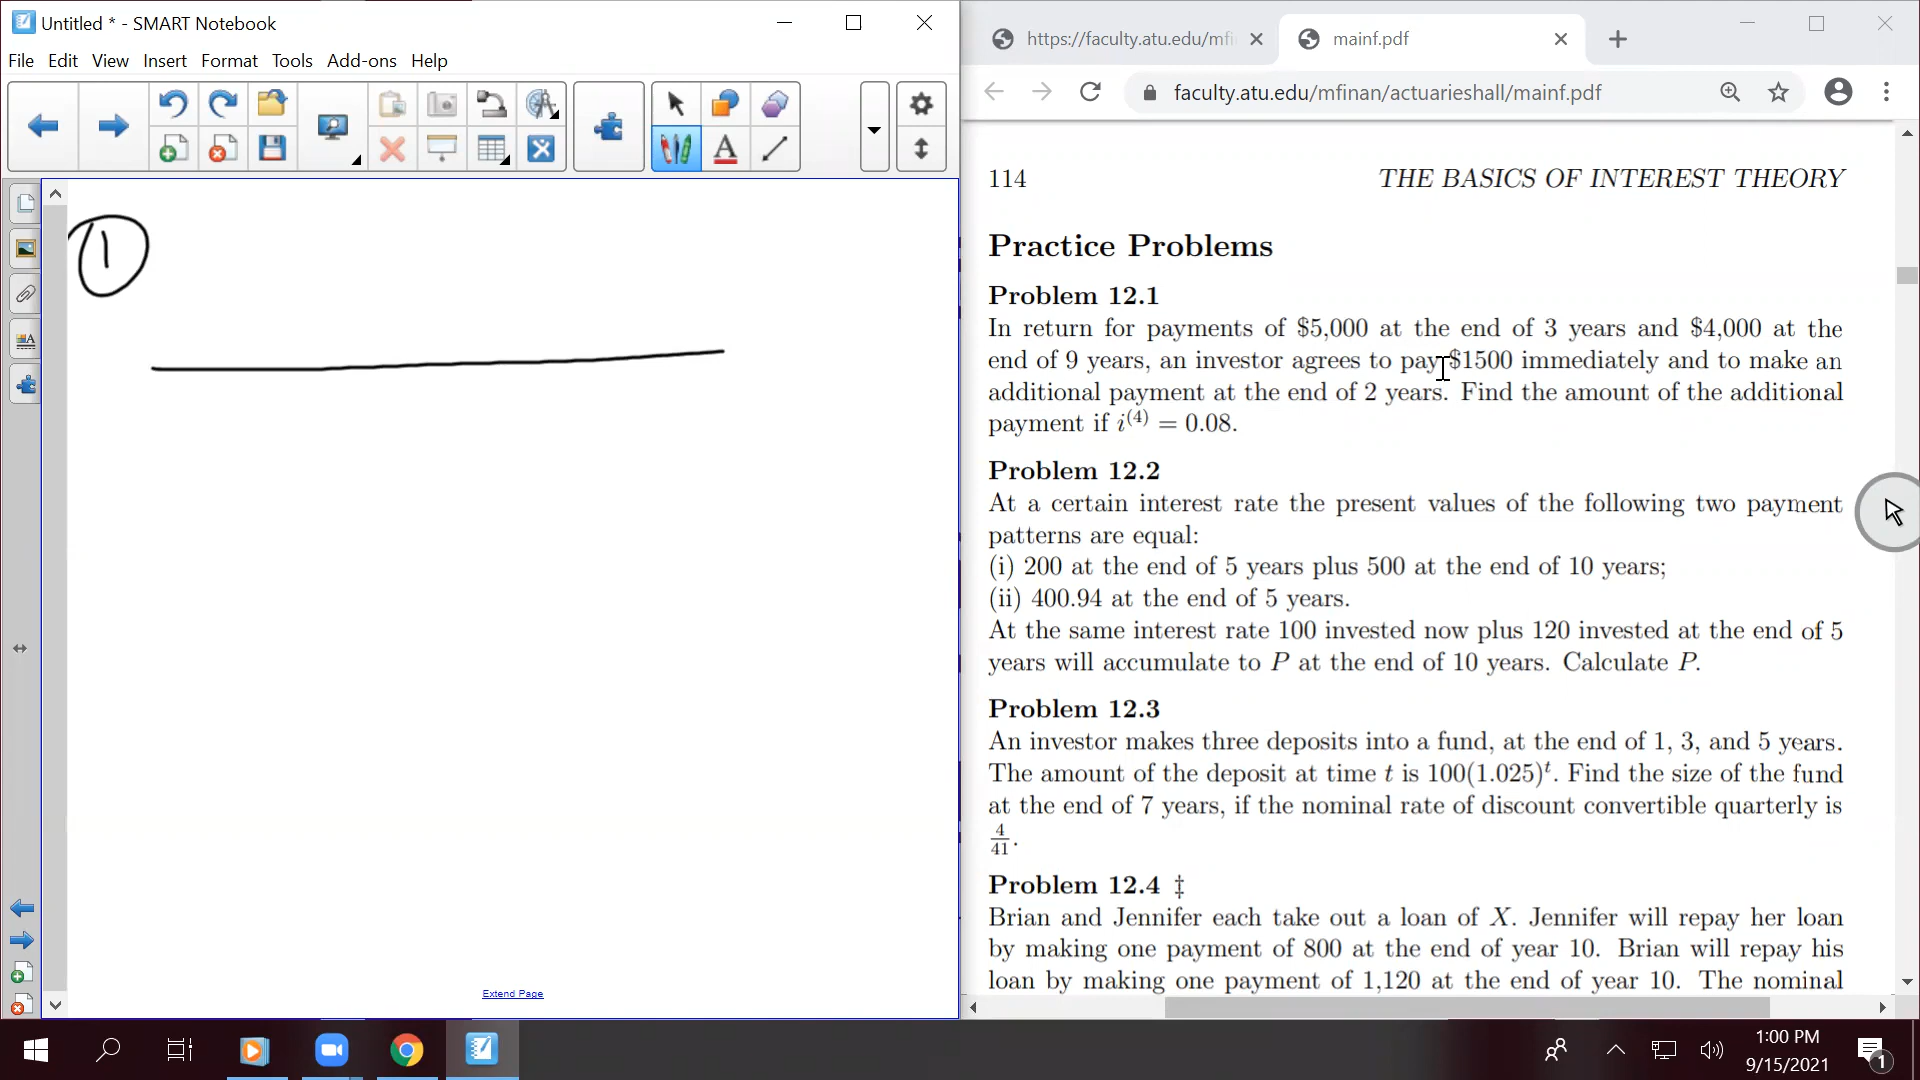 Untitled * - SMART Notebook
File Edit View Insert Format Tools Add-ons Help
①
Extend Page
https://faculty.atu.edu/mfi
mainf.pdf
faculty.atu.edu/mfinan/actuarieshall/mainf.pdf
114 THE BASICS OF INTEREST THEORY
Practice Problems
Problem 12.1
In return for payments of $5,000 at the end of 3 years and $4,000 at the
end of 9 years, an investor agrees to pay $1500 immediately and to make an
additional payment at the end of 2 years. Find the amount of the additional
payment if i⁽⁴⁾ = 0.08.
Problem 12.2
At a certain interest rate the present values of the following two payment
patterns are equal:
(i) 200 at the end of 5 years plus 500 at the end of 10 years;
(ii) 400.94 at the end of 5 years.
At the same interest rate 100 invested now plus 120 invested at the end of 5
years will accumulate to P at the end of 10 years. Calculate P.
Problem 12.3
An investor makes three deposits into a fund, at the end of 1, 3, and 5 years.
The amount of the deposit at time t is 100(1.025)ᵗ. Find the size of the fund
at the end of 7 years, if the nominal rate of discount convertible quarterly is
4/41.
Problem 12.4 ‡
Brian and Jennifer each take out a loan of X. Jennifer will repay her loan
by making one payment of 800 at the end of year 10. Brian will repay his
loan by making one payment of 1,120 at the end of year 10. The nominal
1:00 PM
9/15/2021
1